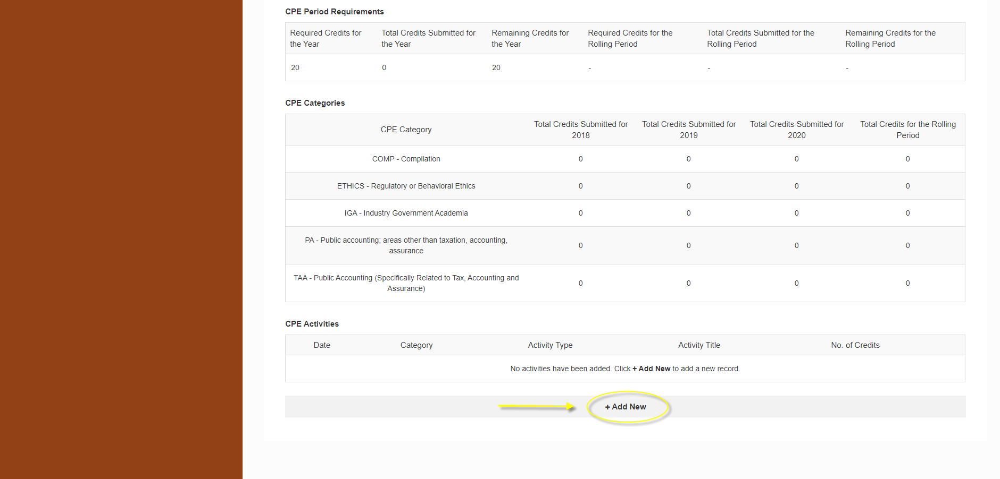 CPE Period Requirements
Required Credits for the Year
Total Credits Submitted for the Year
Remaining Credits for the Year
Required Credits for the Rolling Period
Total Credits Submitted for the Rolling Period
Remaining Credits for the Rolling Period
20 0 20 - - -
CPE Categories
CPE Category
Total Credits Submitted for 2018
Total Credits Submitted for 2019
Total Credits Submitted for 2020
Total Credits for the Rolling Period
COMP - Compilation 0 0 0 0
ETHICS - Regulatory or Behavioral Ethics 0 0 0 0
IGA - Industry Government Academia 0 0 0 0
PA - Public accounting; areas other than taxation, accounting, assurance 0 0 0 0
TAA - Public Accounting (Specifically Related to Tax, Accounting and Assurance) 0 0 0 0
CPE Activities
Date Category Activity Type Activity Title No. of Credits
No activities have been added. Click + Add New to add a new record.
+ Add New